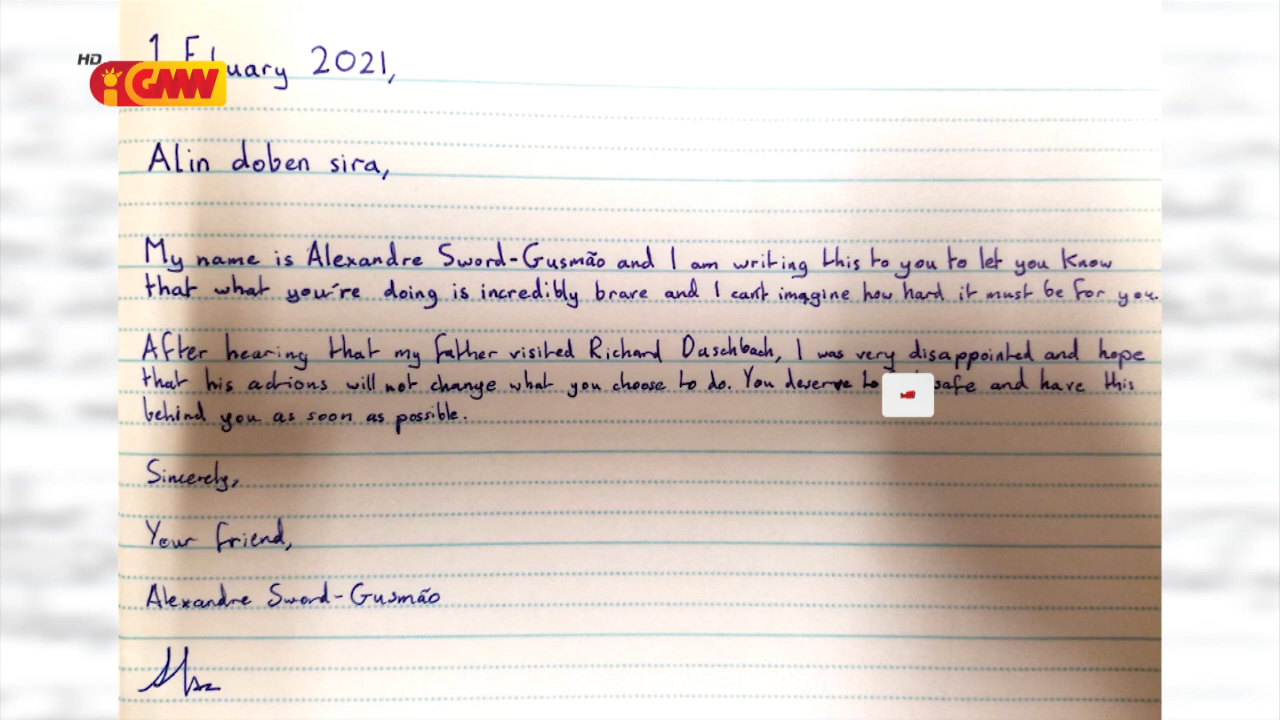 HD
GMN
2021,
Alin doben sira,
My name is Alexandre Sword-Gusmão and I am writing this to you to let you know
that what you're doing is incredibly brave and I can't imagine how hard it must be for you.
After hearing that my father visited Richard Daschbach, I was very disappointed and hope
that his actions will not change what you choose to do. You deserve to safe and have this
behind you as soon as possible.
Sincerely,
Your friend,
Alexandre Sword-Gusmão